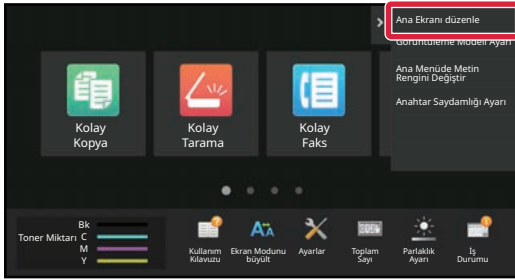 Ana Ekranı düzenle
Görüntüleme Modeli Ayarı
Ana Menüde Metin
Rengini Değiştir
Anahtar Saydamlığı Ayarı
Kolay
Kopya
Kolay
Tarama
Kolay
Faks
Toner Miktarı
Bk
C
M
Y
Kullanım
Kılavuzu
Ekran Modunu
büyült
Ayarlar
Toplam
Sayı
Parlaklık
Ayarı
İş
Durumu